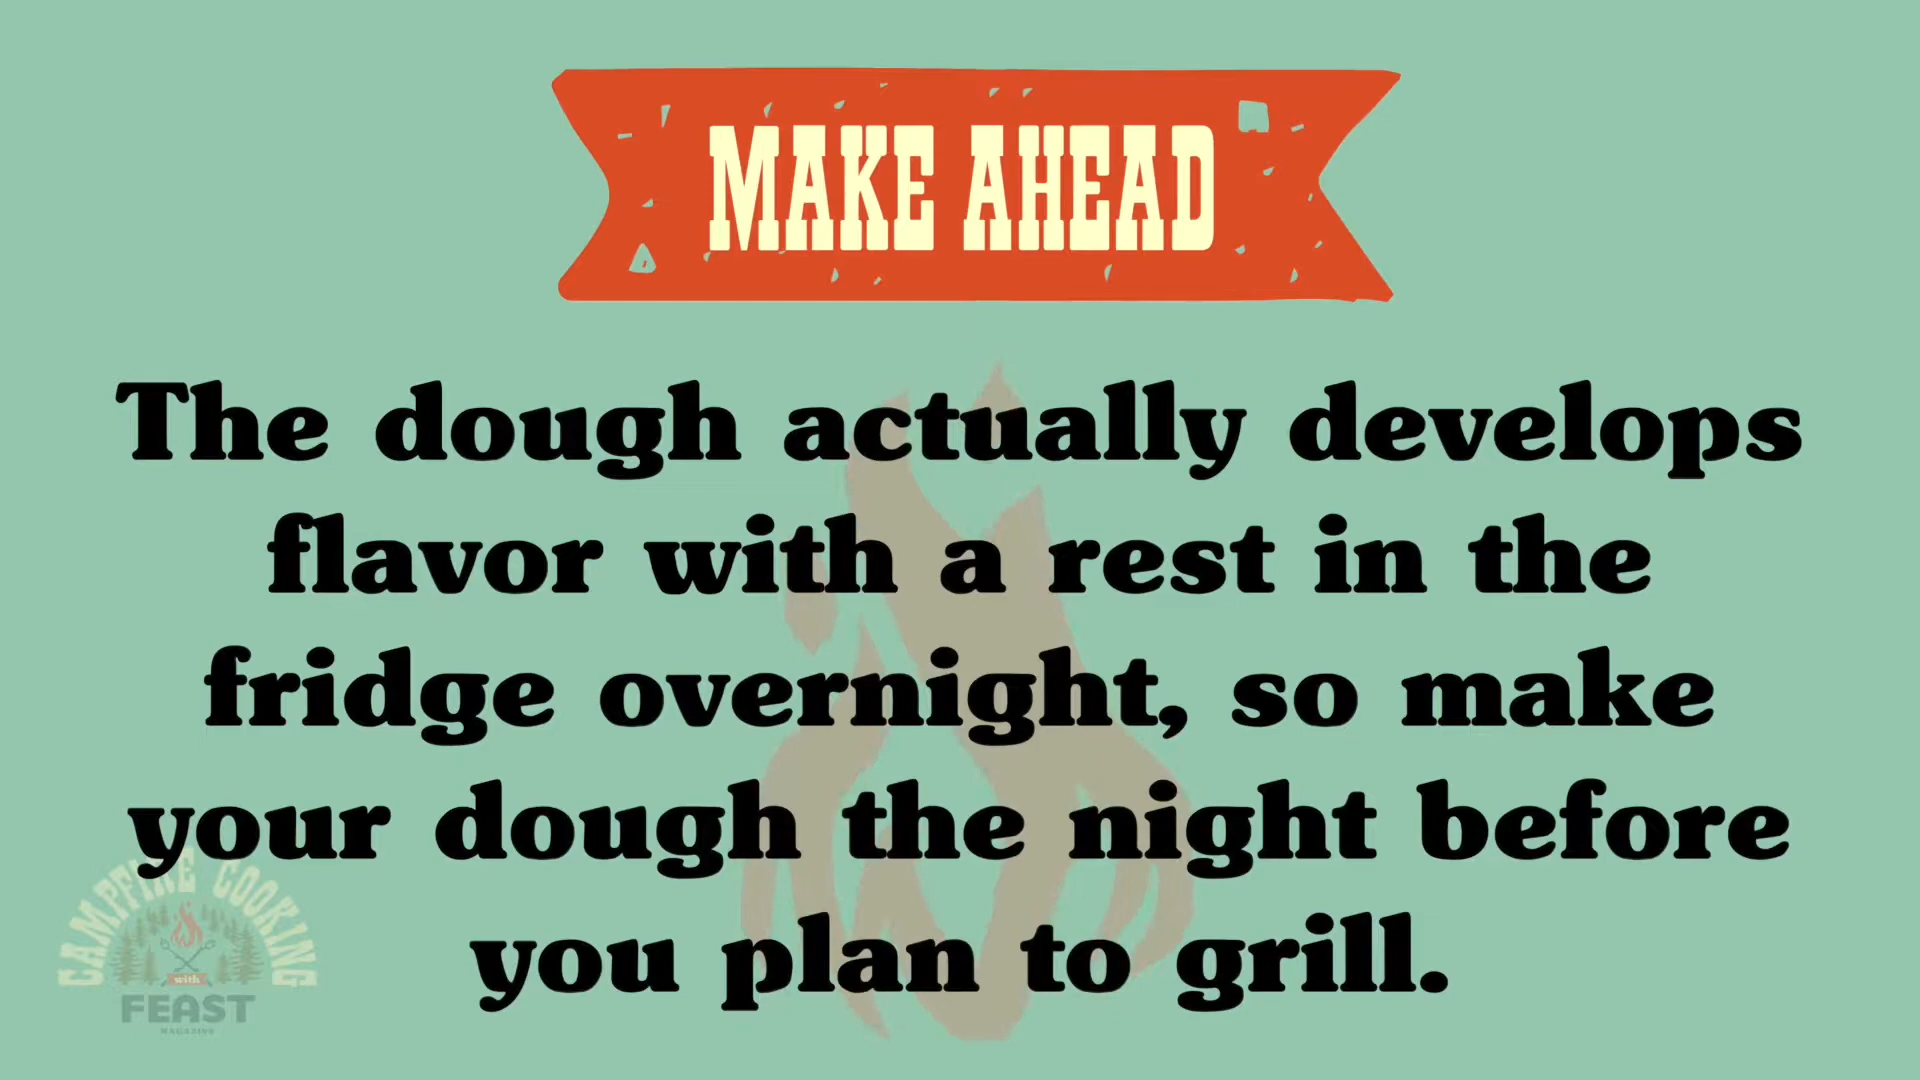 MAKE AHEAD
The dough actually develops
flavor with a rest in the
fridge overnight, so make
your dough the night before
you plan to grill.
CAMPFIRE COOKING
with
FEAST
MAGAZINE